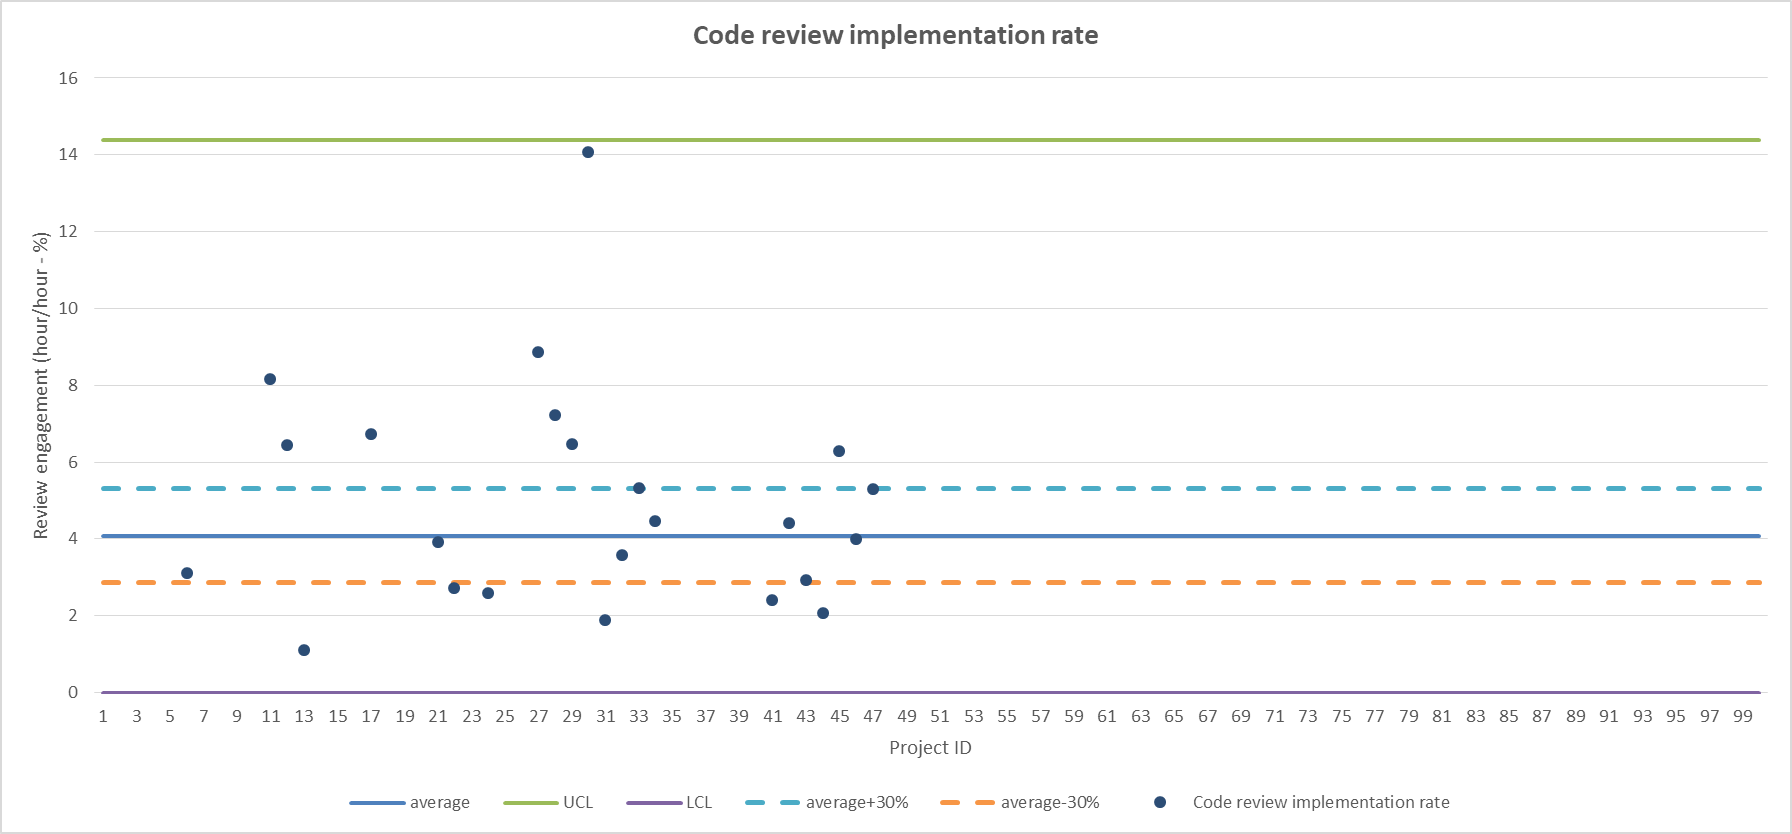 Code review implementation rate
16
14
12
10
8
6
4
2
0
Review engagement (hour/hour - %)
1 3 5 7 9 11 13 15 17 19 21 23 25 27 29 31 33 35 37 39 41 43 45 47 49 51 53 55 57 59 61 63 65 67 69 71 73 75 77 79 81 83 85 87 89 91 93 95 97 99
Project ID
average UCL LCL average+30% average-30% Code review implementation rate